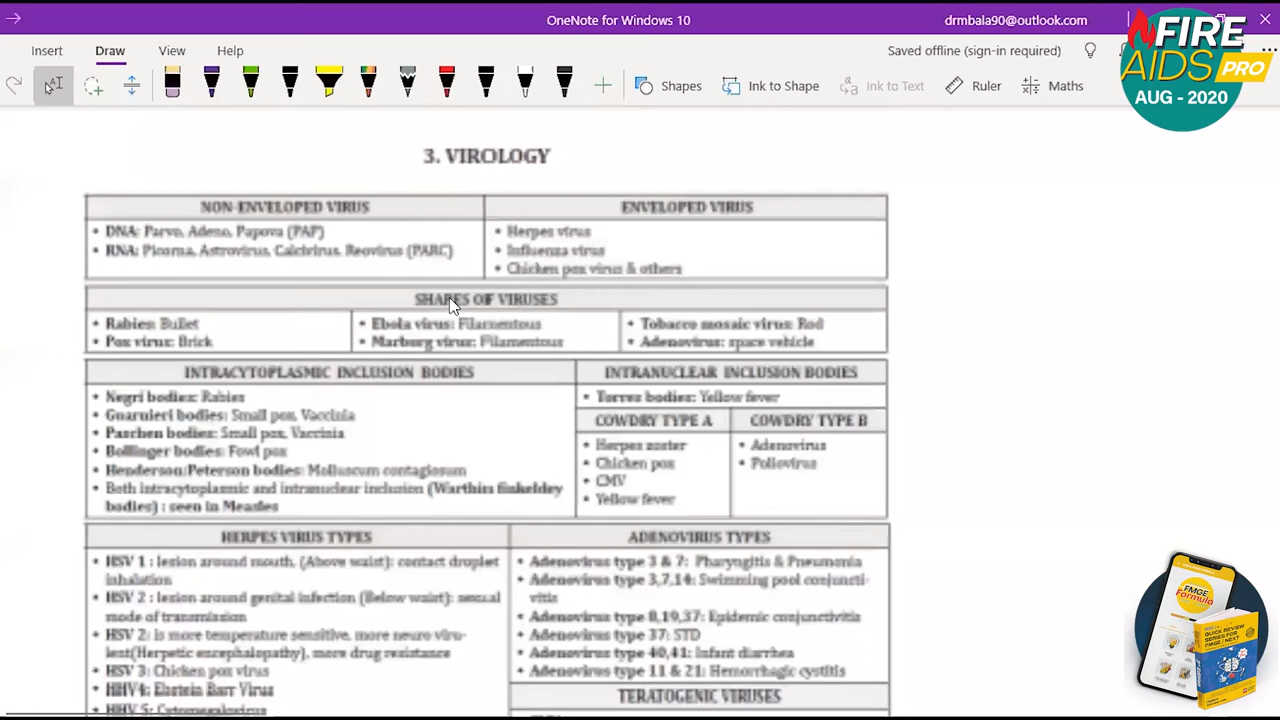 OneNote for Windows 10
drmbala90@outlook.com
Insert
Draw
View
Help
Saved offline (sign-in required)
Shapes
Ink to Shape
Ink to Text
Ruler
Maths
FIRE
AIDS PRO
AUG - 2020
3. VIROLOGY
NON-ENVELOPED VIRUS
• DNA: Parvo, Adeno, Papova (PAP)
• RNA: Picorna, Astrovirus, Calcivirus, Reovirus (PARC)
ENVELOPED VIRUS
• Herpes virus
• Influenza virus
• Chicken pox virus & others
SHAPES OF VIRUSES
• Rabies: Bullet
• Pox virus: Brick
• Ebola virus: Filamentous
• Marburg virus: Filamentous
• Tobacco mosaic virus: Rod
• Adenovirus: space vehicle
INTRACYTOPLASMIC INCLUSION BODIES
• Negri bodies: Rabies
• Guarnieri bodies: Small pox, Vaccinia
• Paschen bodies: Small pox, Vaccinia
• Bollinger bodies: Fowl pox
• Henderson:Peterson bodies: Molluscum contagiosum
• Both intracytoplasmic and intranuclear inclusion (Warthin finkeldey
bodies) : seen in Measles
INTRANUCLEAR INCLUSION BODIES
• Torres bodies: Yellow fever
COWDRY TYPE A
• Herpes zoster
• Chicken pox
• CMV
• Yellow fever
COWDRY TYPE B
• Adenovirus
• Poliovirus
HERPES VIRUS TYPES
• HSV 1 : lesion around mouth, (Above waist): contact droplet
inhalation
• HSV 2 : lesion around genital infection (Below waist): sexual
mode of transmission
• HSV 2: is more temperature sensitive, more neuro viru-
lent(Herpetic encephalopathy), more drug resistance
• HSV 3: Chicken pox virus
• HHV4: Ebstein Barr Virus
• HHV 5: Cytomegalovirus
ADENOVIRUS TYPES
• Adenovirus type 3 & 7: Pharyngitis & Pneumonia
• Adenovirus type 3,7,14: Swimming pool conjuncti-
vitis
• Adenovirus type 8,19,37: Epidemic conjunctivitis
• Adenovirus type 37: STD
• Adenovirus type 40,41: Infant diarrhea
• Adenovirus type 11 & 21: Hemorrhagic cystitis
TERATOGENIC VIRUSES
FMGE
Formula
QUICK REVIEW
SERIES FOR
FMGE / NEXT